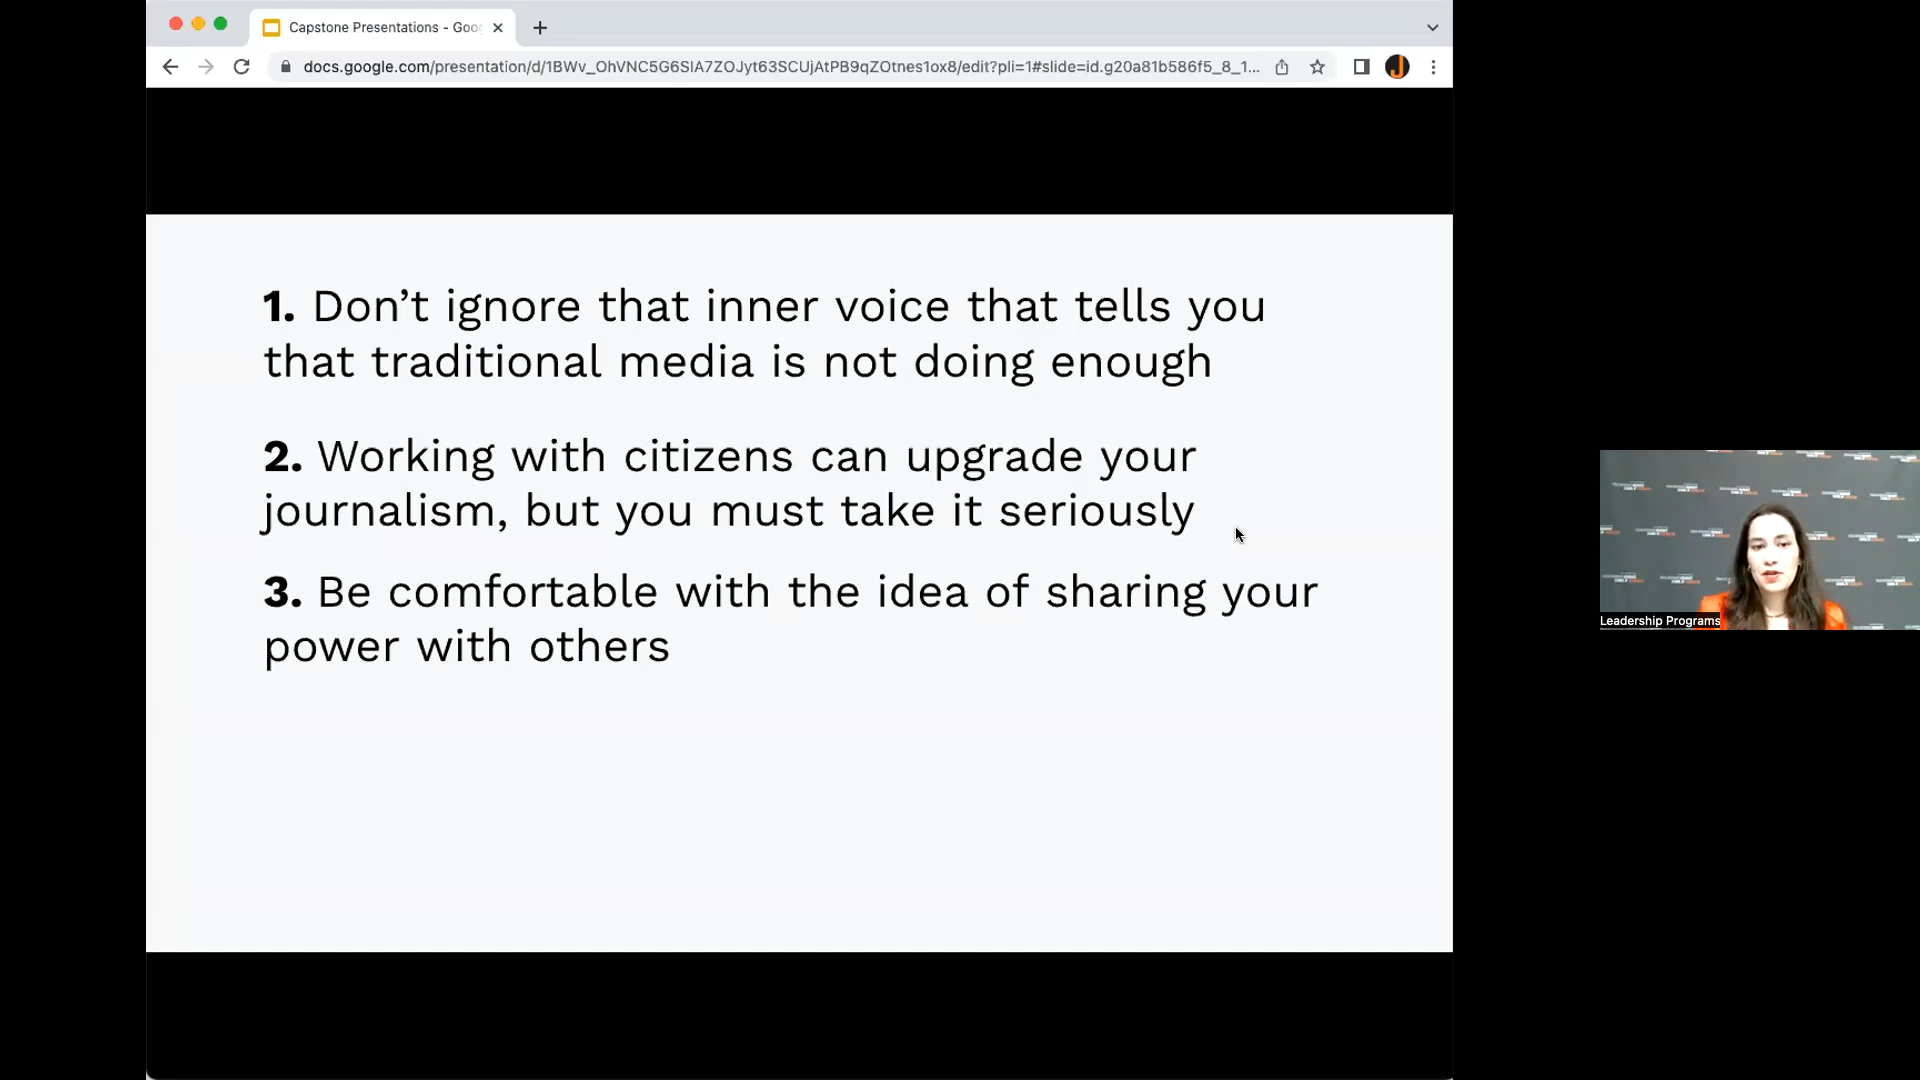 Capstone Presentations - Goo
docs.google.com/presentation/d/1BWv_OhVNC5G6SIA7ZOJyt63SCUjAtPB9qZOtnes1ox8/edit?pli=1#slide=id.g20a81b586f5_8_1...
1. Don’t ignore that inner voice that tells you
that traditional media is not doing enough
2. Working with citizens can upgrade your
journalism, but you must take it seriously
3. Be comfortable with the idea of sharing your
power with others
Leadership Programs